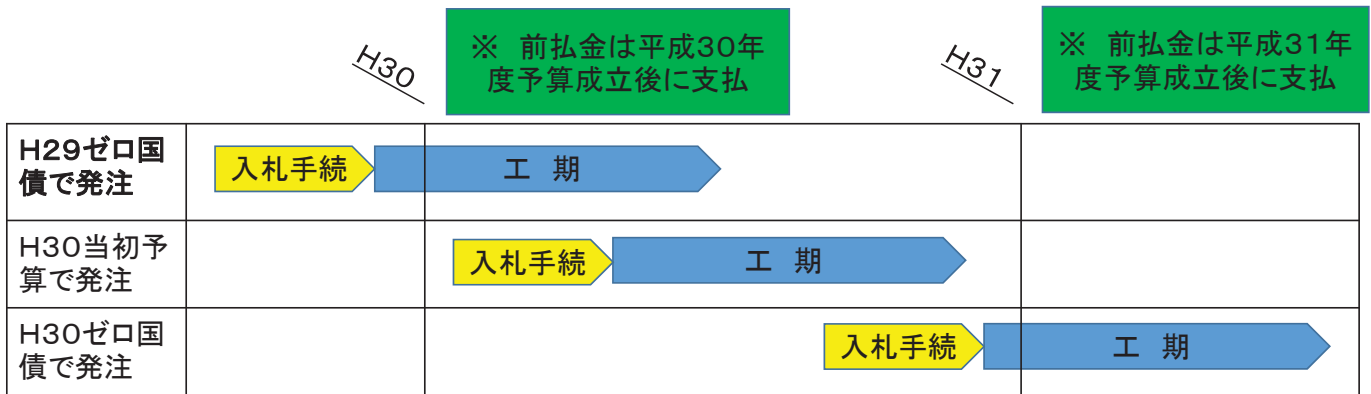 H30
※ 前払金は平成30年
度予算成立後に支払
H31
※ 前払金は平成31年
度予算成立後に支払
H29ゼロ国
債で発注
入札手続
工 期
H30当初予
算で発注
入札手続
工 期
H30ゼロ国
債で発注
入札手続
工 期